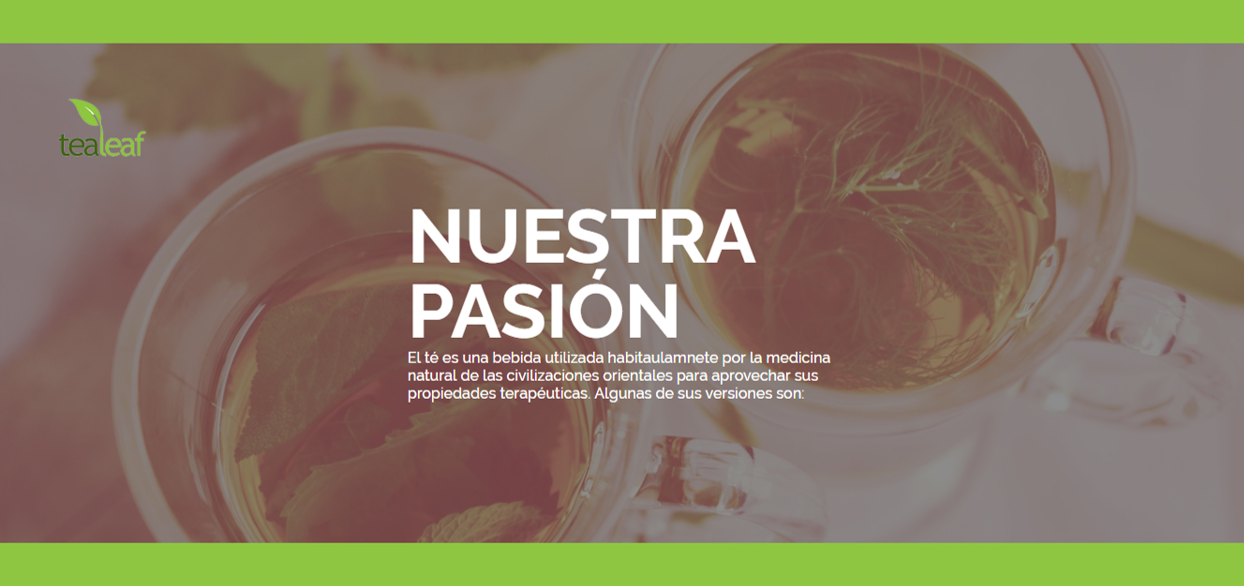 tealeaf
NUESTRA
PASIÓN
El té es una bebida utilizada habitaulamnete por la medicina
natural de las civilizaciones orientales para aprovechar sus
propiedades terapéuticas. Algunas de sus versiones son: